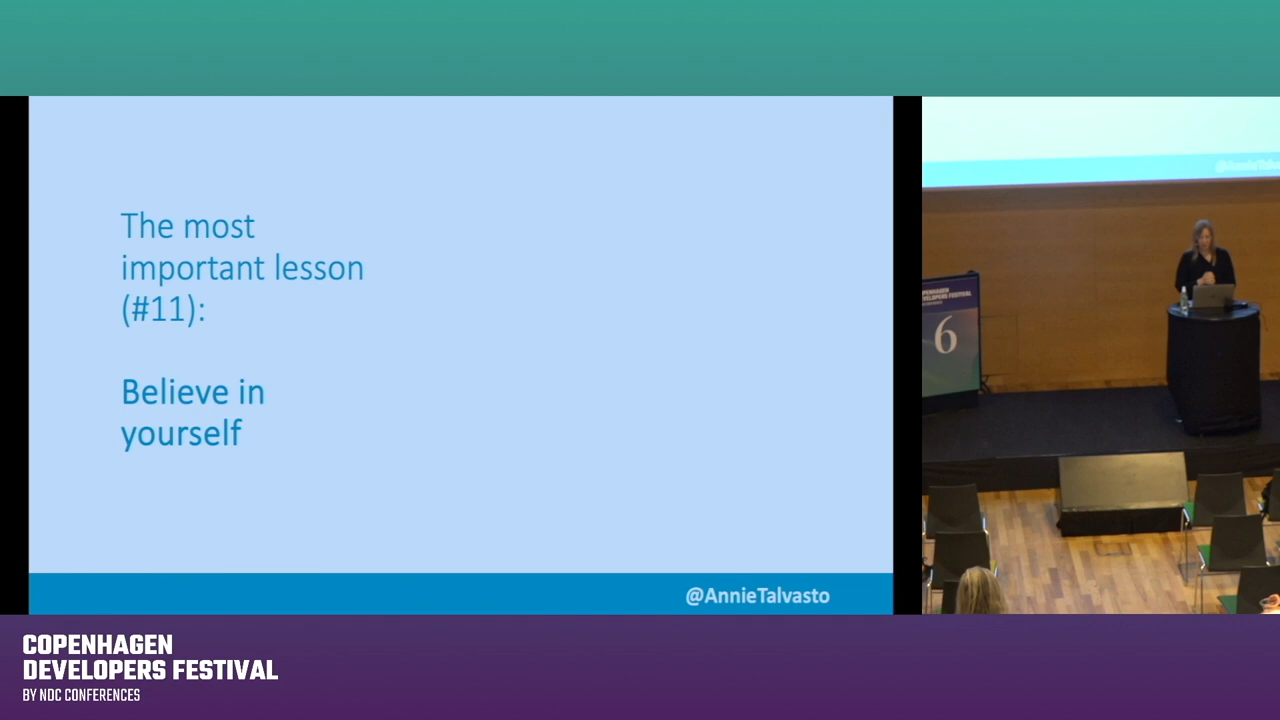 The most
important lesson
(#11):
Believe in
yourself
@AnnieTalvasto
COPENHAGEN
DEVELOPERS FESTIVAL
BY NDC CONFERENCES
6